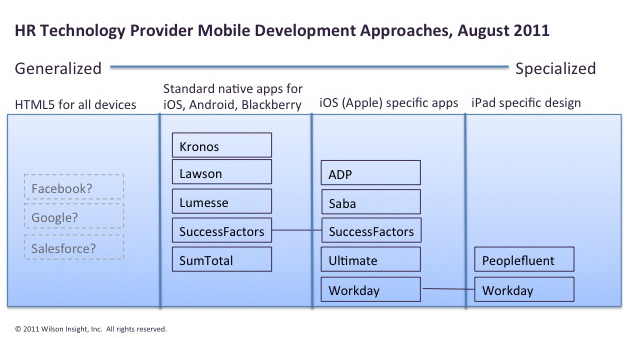 HR Technology Provider Mobile Development Approaches, August 2011
Generalized
Specialized
HTML5 for all devices
Standard native apps for
iOS, Android, Blackberry
iOS (Apple) specific apps
iPad specific design
Facebook?
Google?
Salesforce?
Kronos
Lawson
Lumesse
SuccessFactors
SumTotal
ADP
Saba
SuccessFactors
Ultimate
Workday
Peoplefluent
Workday
© 2011 Wilson Insight, Inc. All rights reserved.